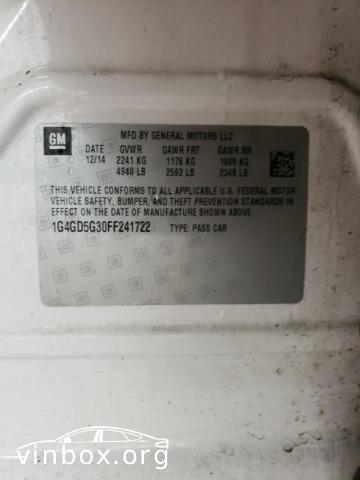 GM
MFD BY GENERAL MOTORS LLC
DATE GVWR GAWR FRT GAWR RR
12/14 2241 KG 1176 KG 1065 KG
4940 LB 2592 LB 2348 LB
THIS VEHICLE CONFORMS TO ALL APPLICABLE U.S. FEDERAL MOTOR
VEHICLE SAFETY, BUMPER, AND THEFT PREVENTION STANDARDS IN
EFFECT ON THE DATE OF MANUFACTURE SHOWN ABOVE.
1G4GD5G30FF241722 TYPE: PASS CAR
vinbox.org